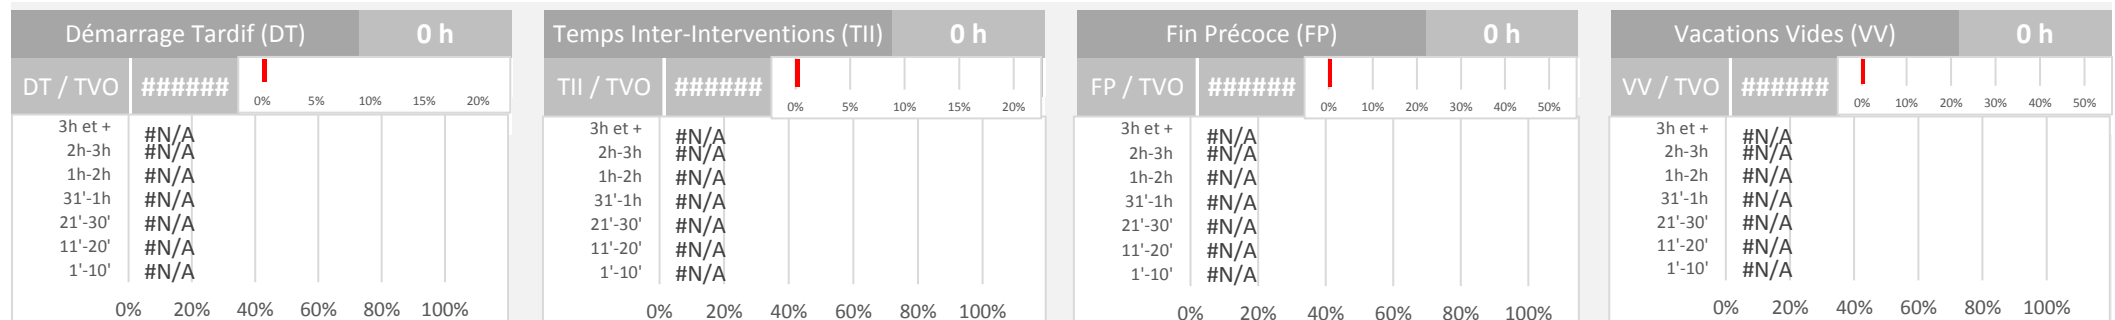 Démarrage Tardif (DT) 0 h
DT / TVO ######
0% 5% 10% 15% 20%
3h et + #N/A
2h-3h #N/A
1h-2h #N/A
31'-1h #N/A
21'-30' #N/A
11'-20' #N/A
1'-10' #N/A
0% 20% 40% 60% 80% 100%
Temps Inter-Interventions (TII) 0 h
TII / TVO ######
0% 5% 10% 15% 20%
3h et + #N/A
2h-3h #N/A
1h-2h #N/A
31'-1h #N/A
21'-30' #N/A
11'-20' #N/A
1'-10' #N/A
0% 20% 40% 60% 80% 100%
Fin Précoce (FP) 0 h
FP / TVO ######
0% 10% 20% 30% 40% 50%
3h et + #N/A
2h-3h #N/A
1h-2h #N/A
31'-1h #N/A
21'-30' #N/A
11'-20' #N/A
1'-10' #N/A
0% 20% 40% 60% 80% 100%
Vacations Vides (VV) 0 h
VV / TVO ######
0% 10% 20% 30% 40% 50%
3h et + #N/A
2h-3h #N/A
1h-2h #N/A
31'-1h #N/A
21'-30' #N/A
11'-20' #N/A
1'-10' #N/A
0% 20% 40% 60% 80% 100%